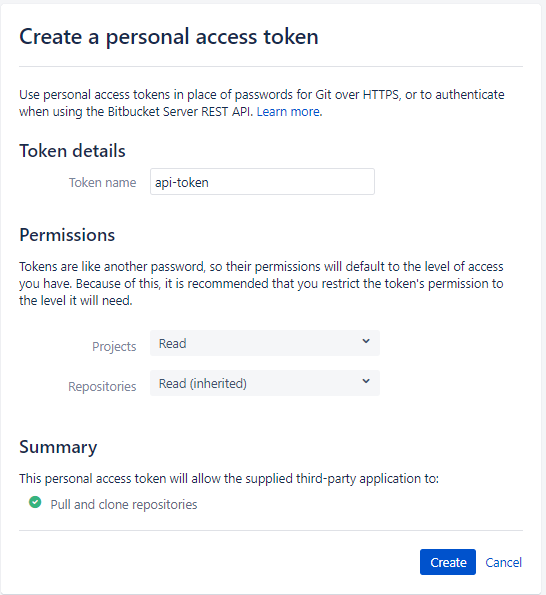 Create a personal access token
Use personal access tokens in place of passwords for Git over HTTPS, or to authenticate
when using the Bitbucket Server REST API. Learn more.
Token details
Token name api-token
Permissions
Tokens are like another password, so their permissions will default to the level of access
you have. Because of this, it is recommended that you restrict the token's permission to
the level it will need.
Projects Read
Repositories Read (inherited)
Summary
This personal access token will allow the supplied third-party application to:
Pull and clone repositories
Create Cancel